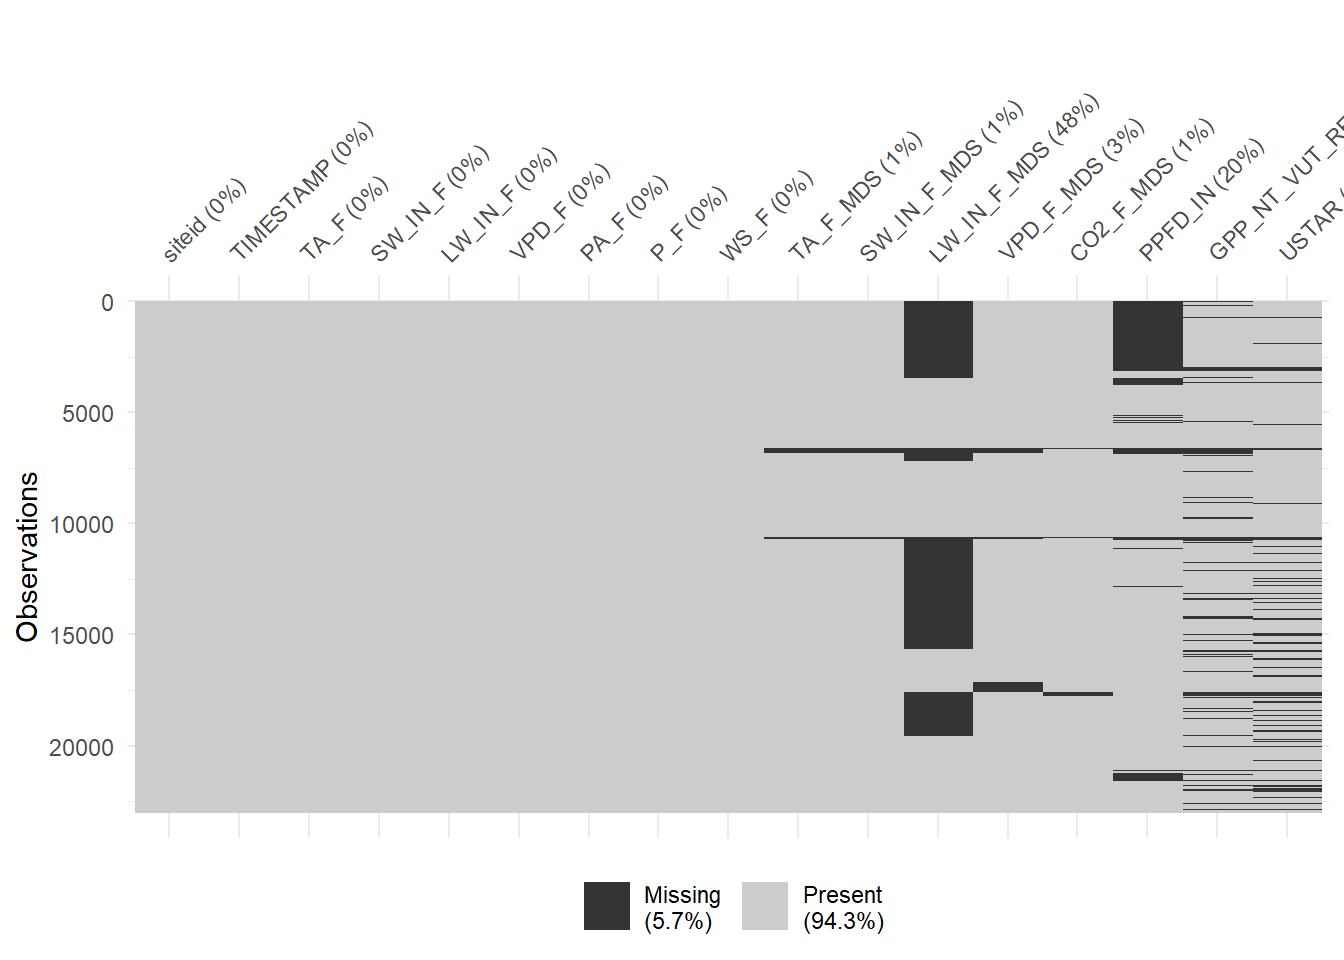 siteid (0%)
TIMESTAMP (0%)
TA_F (0%)
SW_IN_F (0%)
LW_IN_F (0%)
VPD_F (0%)
PA_F (0%)
P_F (0%)
WS_F (0%)
TA_F_MDS (1%)
SW_IN_F_MDS (1%)
LW_IN_F_MDS (48%)
VPD_F_MDS (3%)
CO2_F_MDS (1%)
PPFD_IN (20%)
GPP_NT_VUT_RE
USTAR (
0
5000
10000
15000
20000
Observations
Missing
(5.7%)
Present
(94.3%)